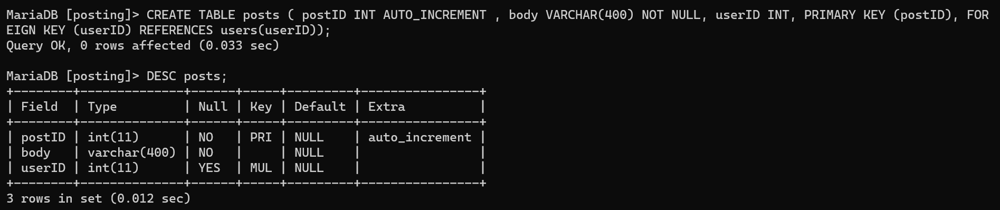 MariaDB [posting]> CREATE TABLE posts ( postID INT AUTO_INCREMENT , body VARCHAR(400) NOT NULL, userID INT, PRIMARY KEY (postID), FOR
EIGN KEY (userID) REFERENCES users(userID));
Query OK, 0 rows affected (0.033 sec)

MariaDB [posting]> DESC posts;
+--------+--------------+------+-----+---------+----------------+
| Field  | Type         | Null | Key | Default | Extra          |
+--------+--------------+------+-----+---------+----------------+
| postID | int(11)      | NO   | PRI | NULL    | auto_increment |
| body   | varchar(400) | NO   |     | NULL    |                |
| userID | int(11)      | YES  | MUL | NULL    |                |
+--------+--------------+------+-----+---------+----------------+
3 rows in set (0.012 sec)